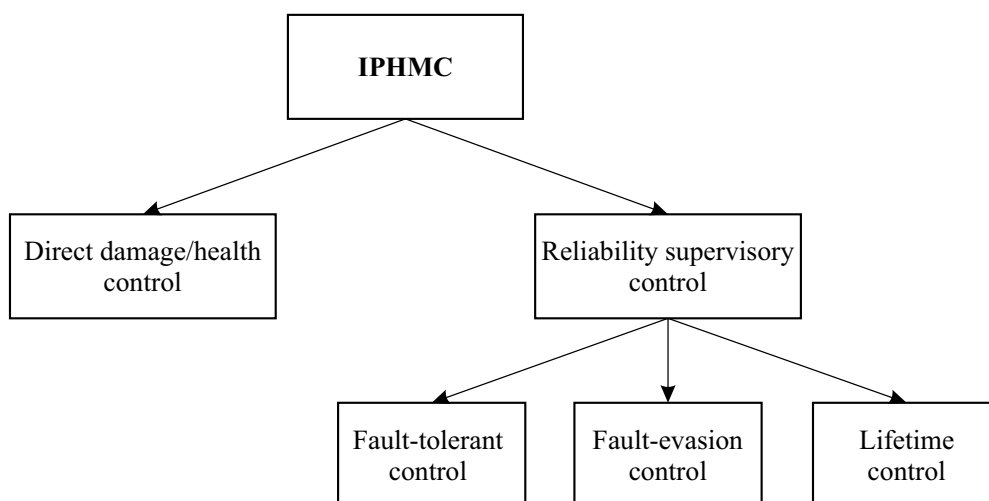 IPHMC
Direct damage/health
control
Reliability supervisory
control
Fault-tolerant
control
Fault-evasion
control
Lifetime
control